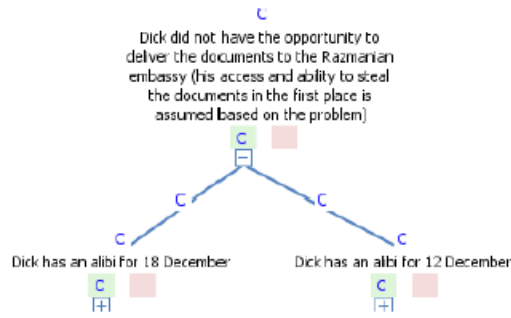 C
Dick did not have the opportunity to
deliver the documents to the Razmanian
embassy (his access and ability to steal
the documents in the first place is
assumed based on the problem)
C
C C
C C
Dick has an alibi for 18 December Dick has an alibi for 12 December
C C